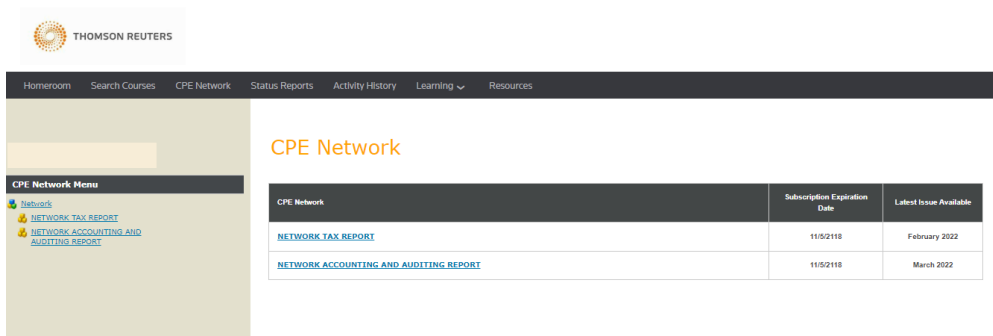 THOMSON REUTERS
Homeroom Search Courses CPE Network Status Reports Activity History Learning Resources
CPE Network
CPE Network Menu
Network
NETWORK TAX REPORT
NETWORK ACCOUNTING AND
AUDITING REPORT
CPE Network Subscription Expiration Date Latest Issue Available
NETWORK TAX REPORT 11/5/2118 February 2022
NETWORK ACCOUNTING AND AUDITING REPORT 11/5/2118 March 2022